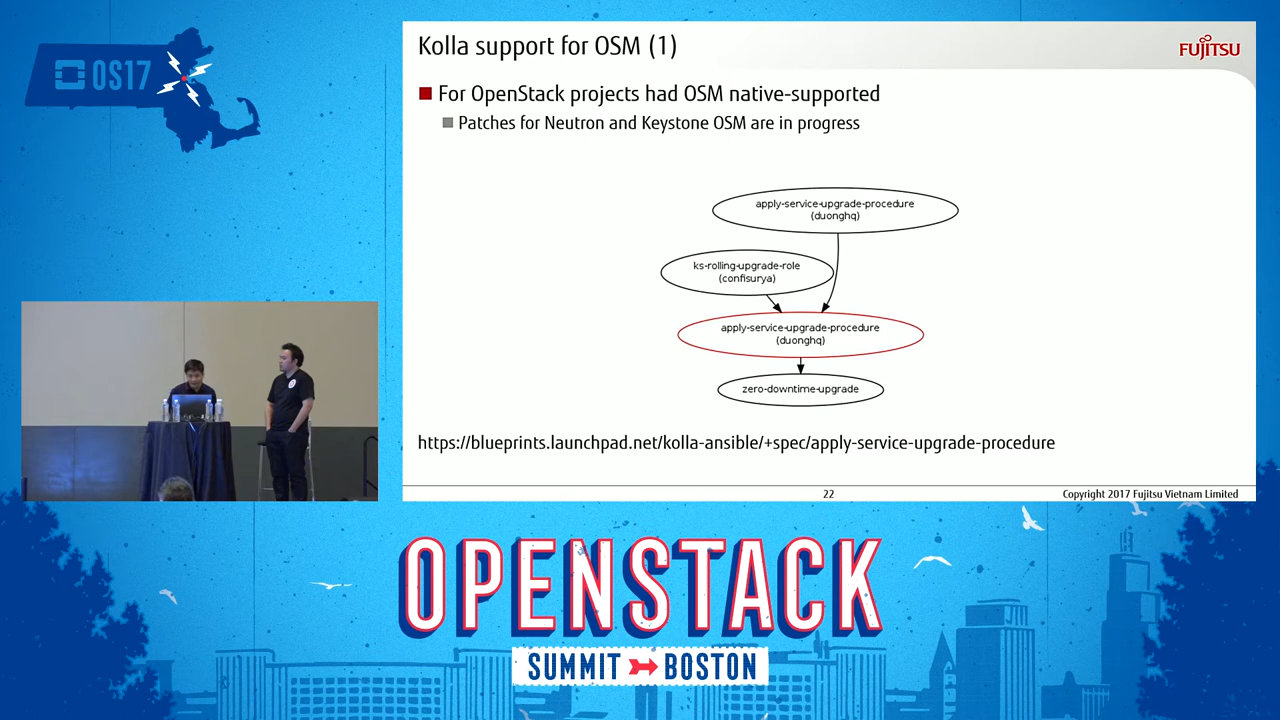 OS17
Kolla support for OSM (1)
FUJITSU
For OpenStack projects had OSM native-supported
Patches for Neutron and Keystone OSM are in progress
apply-service-upgrade-procedure
(duonghq)
ks-rolling-upgrade-role
(confisurya)
apply-service-upgrade-procedure
(duonghq)
zero-downtime-upgrade
https://blueprints.launchpad.net/kolla-ansible/+spec/apply-service-upgrade-procedure
22
Copyright 2017 Fujitsu Vietnam Limited
OPENSTACK
SUMMIT BOSTON